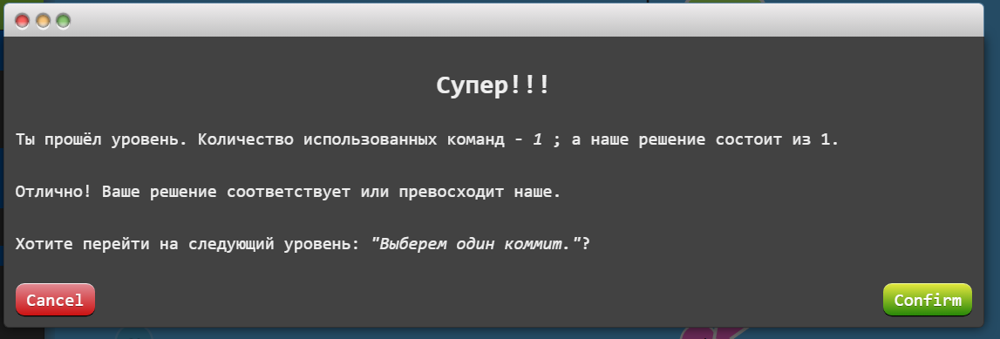 Супер!!!
Ты прошёл уровень. Количество использованных команд - 1 ; а наше решение состоит из 1.
Отлично! Ваше решение соответствует или превосходит наше.
Хотите перейти на следующий уровень: "Выберем один коммит."?
Cancel
Confirm